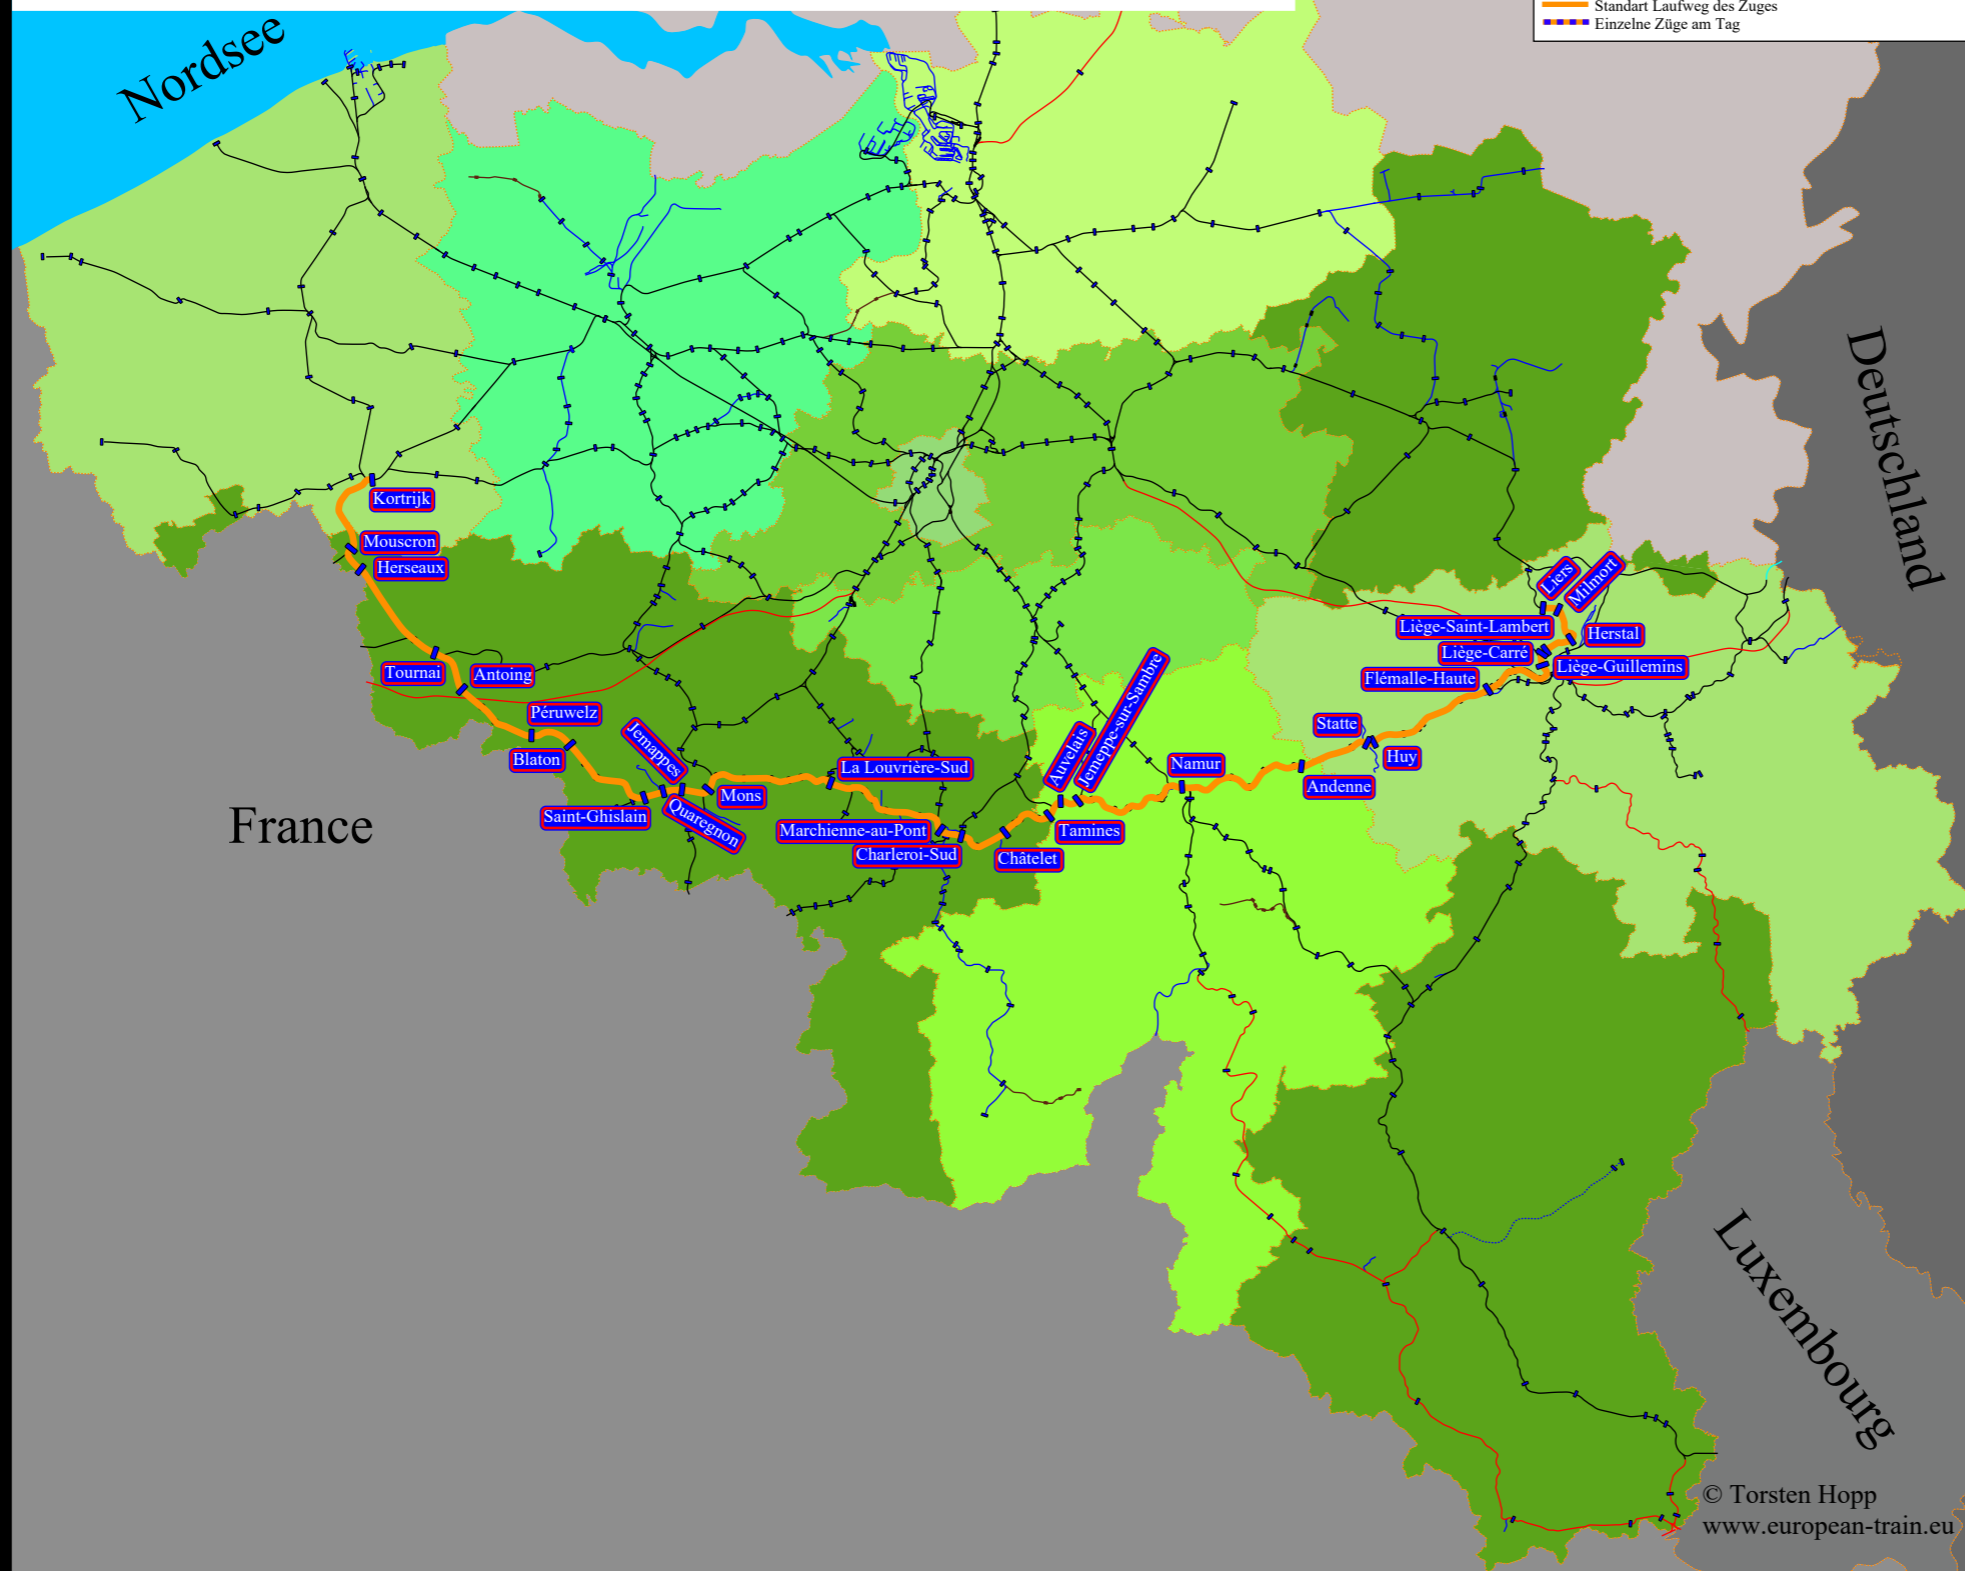 Standart Laufweg des Zuges
Einzelne Züge am Tag
Nordsee
Deutschland
Kortrijk
Mouscron
Herseaux
Liers
Milmort
Liège-Saint-Lambert
Herstal
Liège-Carré
Liège-Guillemins
Flémalle-Haute
Tournai
Antoing
Péruwelz
Blaton
Jemappes
Auvelais
Jemeppe-sur-Sambre
Statte
Huy
La Louvrière-Sud
Namur
Andenne
Mons
Saint-Ghislain
Quaregnon
Marchienne-au-Pont
Tamines
Charleroi-Sud
Châtelet
France
Luxembourg
© Torsten Hopp
www.european-train.eu